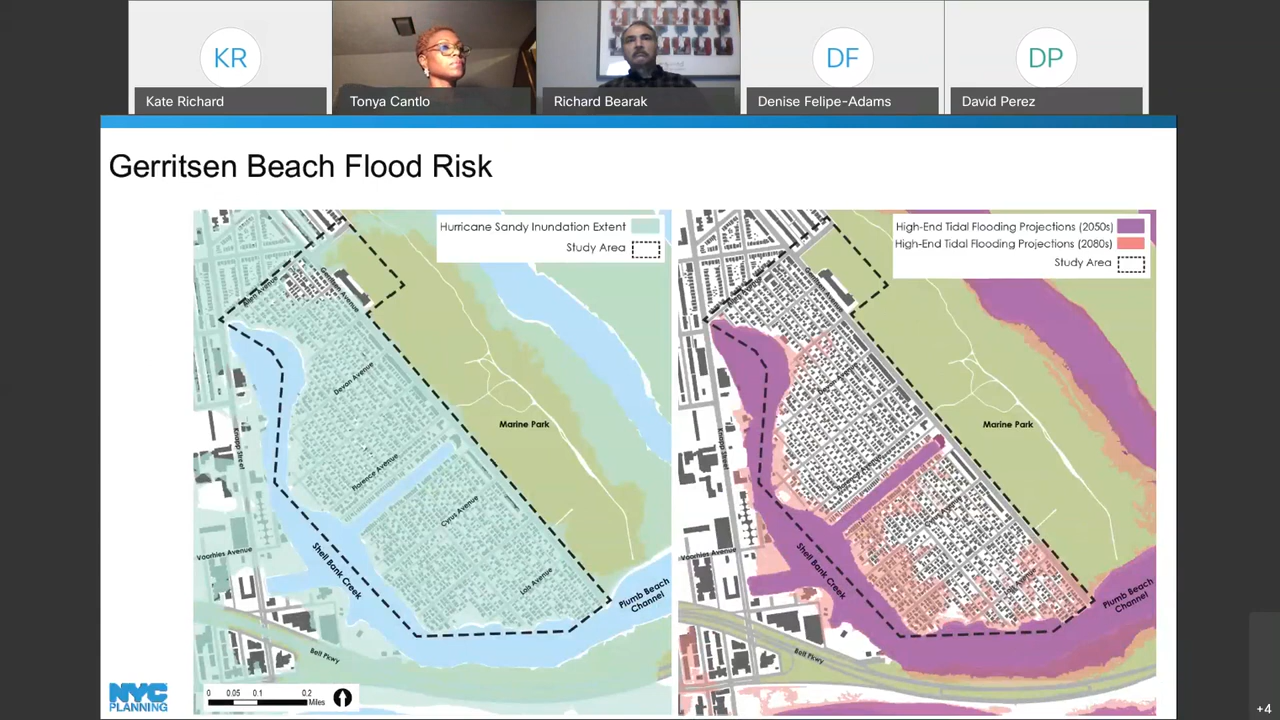 KR
DF
DP
Kate Richard
Tonya Cantlo
Richard Bearak
Denise Felipe-Adams
David Perez
Gerritsen Beach Flood Risk
Hurricane Sandy Inundation Extent
Study Area
Devon Avenue
Marine Park
Knapp Street
Florence Avenue
Cyrus Avenue
Voorhies Avenue
Shell Bank Creek
Lois Avenue
Plumb Beach
Channel
Belt Pkwy
0 0.05 0.1 0.2
Miles
High-End Tidal Flooding Projections (2050s)
High-End Tidal Flooding Projections (2080s)
Study Area
Marine Park
Voorhies Avenue
Shell Bank Creek
Plumb Beach
Channel
Belt Pkwy
NYC
PLANNING
+4